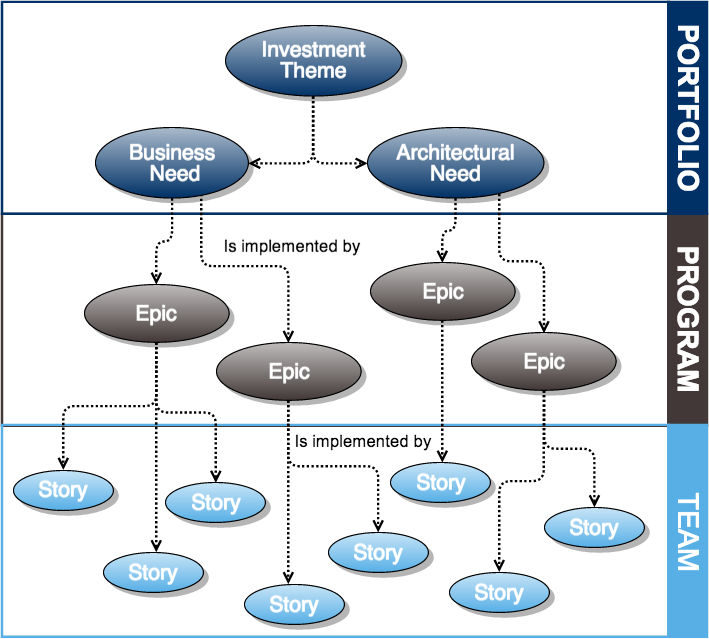 Investment
Theme
Business
Need
Architectural
Need
PORTFOLIO
Is implemented by
Epic
Epic
Epic
Epic
PROGRAM
Is implemented by
Story
Story
Story
Story
Story
Story
Story
Story
TEAM